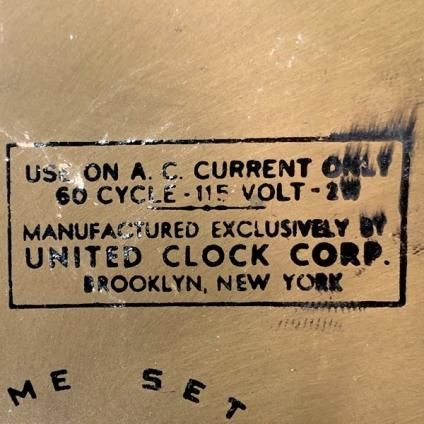 USE ON A. C. CURRENT ONLY
60 CYCLE - 115 VOLT - 2W
MANUFACTURED EXCLUSIVELY BY
UNITED CLOCK CORP.
BROOKLYN, NEW YORK
ME SET